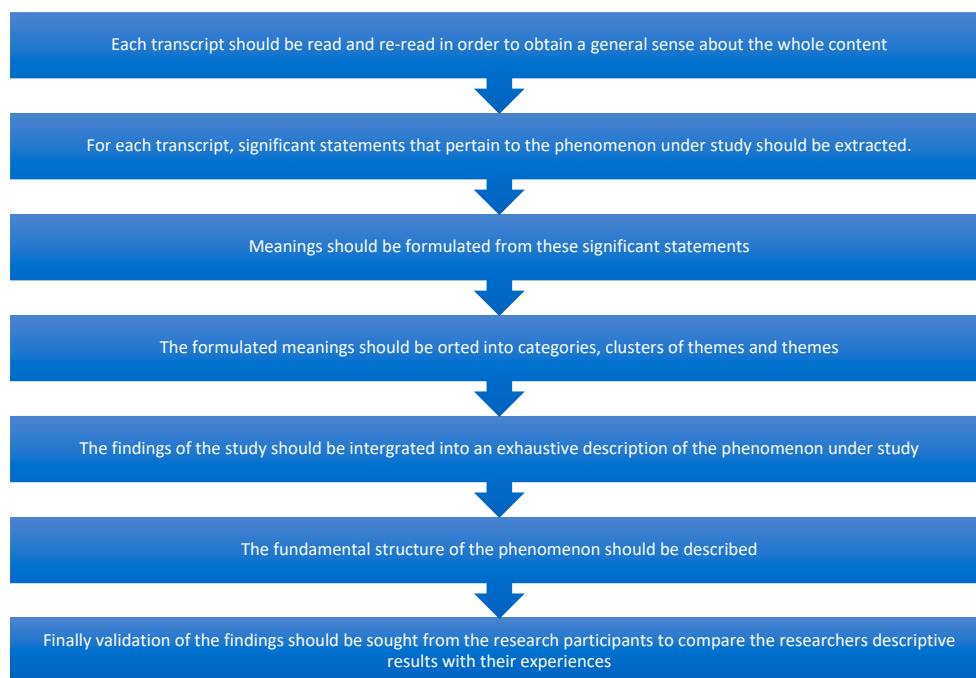 Each transcript should be read and re-read in order to obtain a general sense about the whole content
For each transcript, significant statements that pertain to the phenomenon under study should be extracted.
Meanings should be formulated from these significant statements
The formulated meanings should be orted into categories, clusters of themes and themes
The findings of the study should be intergrated into an exhaustive description of the phenomenon under study
The fundamental structure of the phenomenon should be described
Finally validation of the findings should be sought from the research participants to compare the researchers descriptive
results with their experiences